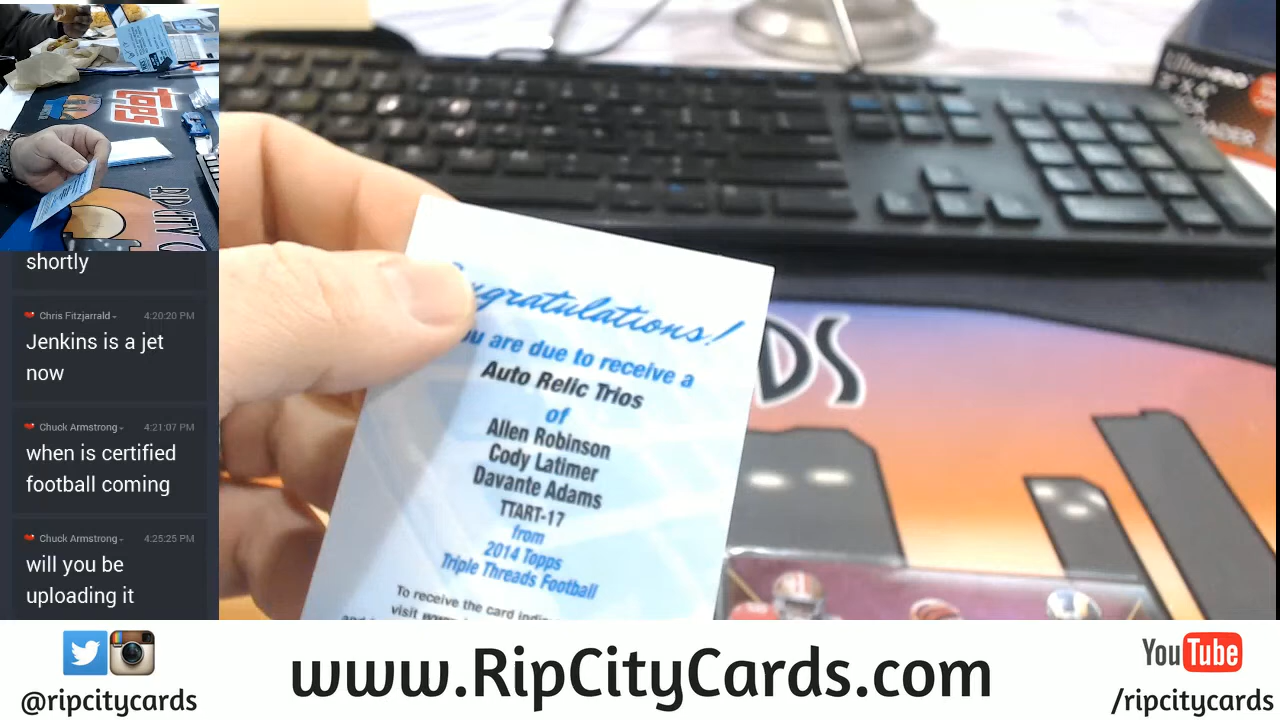 shortly
Chris Fitzjarrald
4:20:20 PM
Jenkins is a jet
now
Chuck Armstrong
4:21:07 PM
when is certified
football coming
Chuck Armstrong
4:25:25 PM
will you be
uploading it
are due to receive a
Auto Relic Trios
of
Allen Robinson
Cody Latimer
Davante Adams
TTART-17
from
2014 Topps
Triple Threads Football
To receive the card
visit
DS
Topps
www.RipCityCards.com
@ripcitycards
YouTube
/ripcitycards